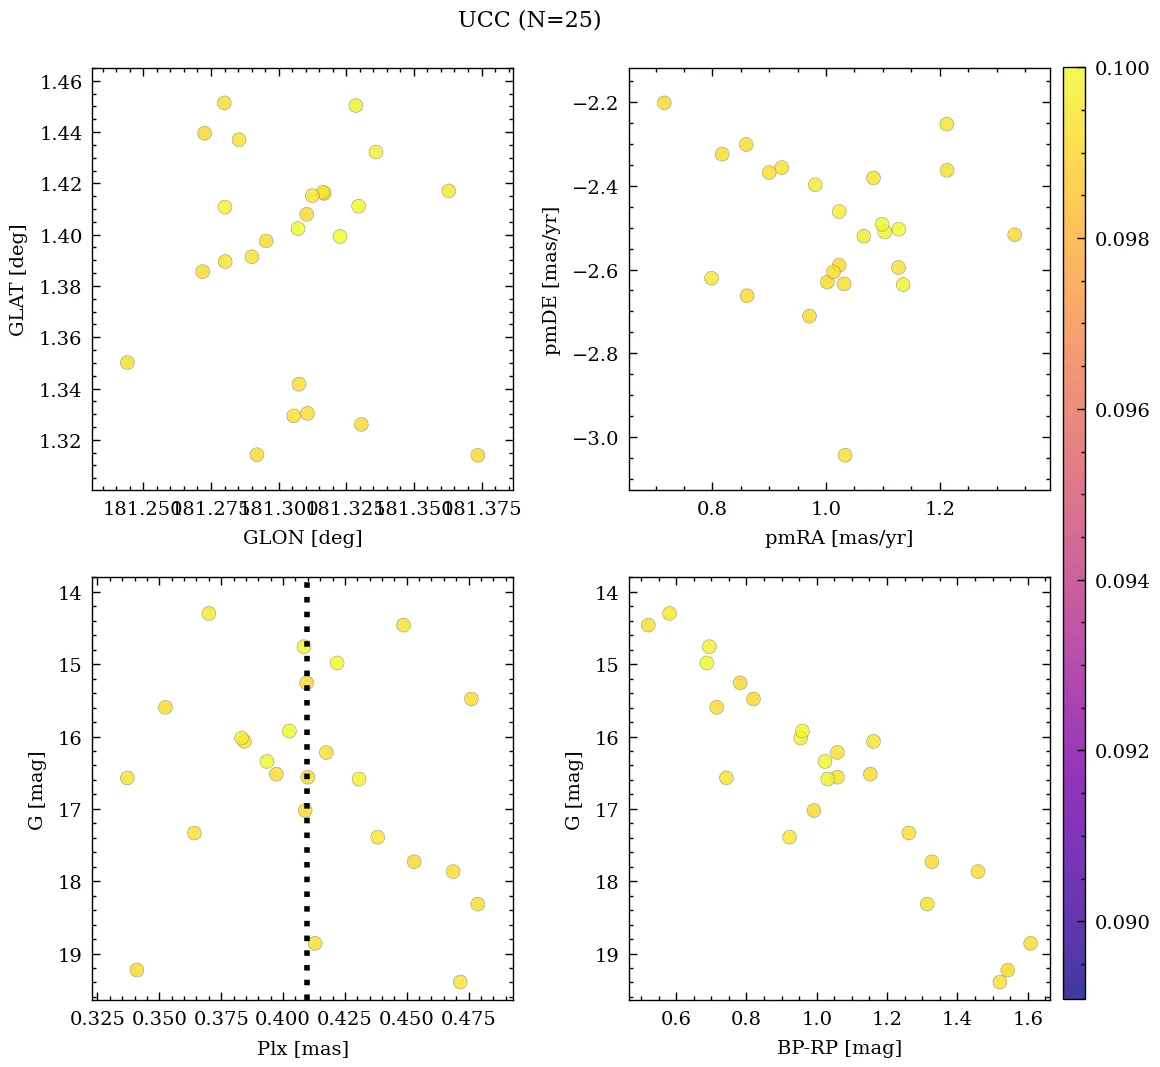 UCC (N=25)
1.46
1.44
1.42
1.40
1.38
1.36
1.34
1.32
GLAT [deg]
181.250 181.275 181.300 181.325 181.350 181.375
GLON [deg]
−2.2
−2.4
−2.6
−2.8
−3.0
pmDE [mas/yr]
0.8 1.0 1.2
pmRA [mas/yr]
14
15
16
17
18
19
G [mag]
0.325 0.350 0.375 0.400 0.425 0.450 0.475
Plx [mas]
14
15
16
17
18
19
G [mag]
0.6 0.8 1.0 1.2 1.4 1.6
BP-RP [mag]
0.100
0.098
0.096
0.094
0.092
0.090